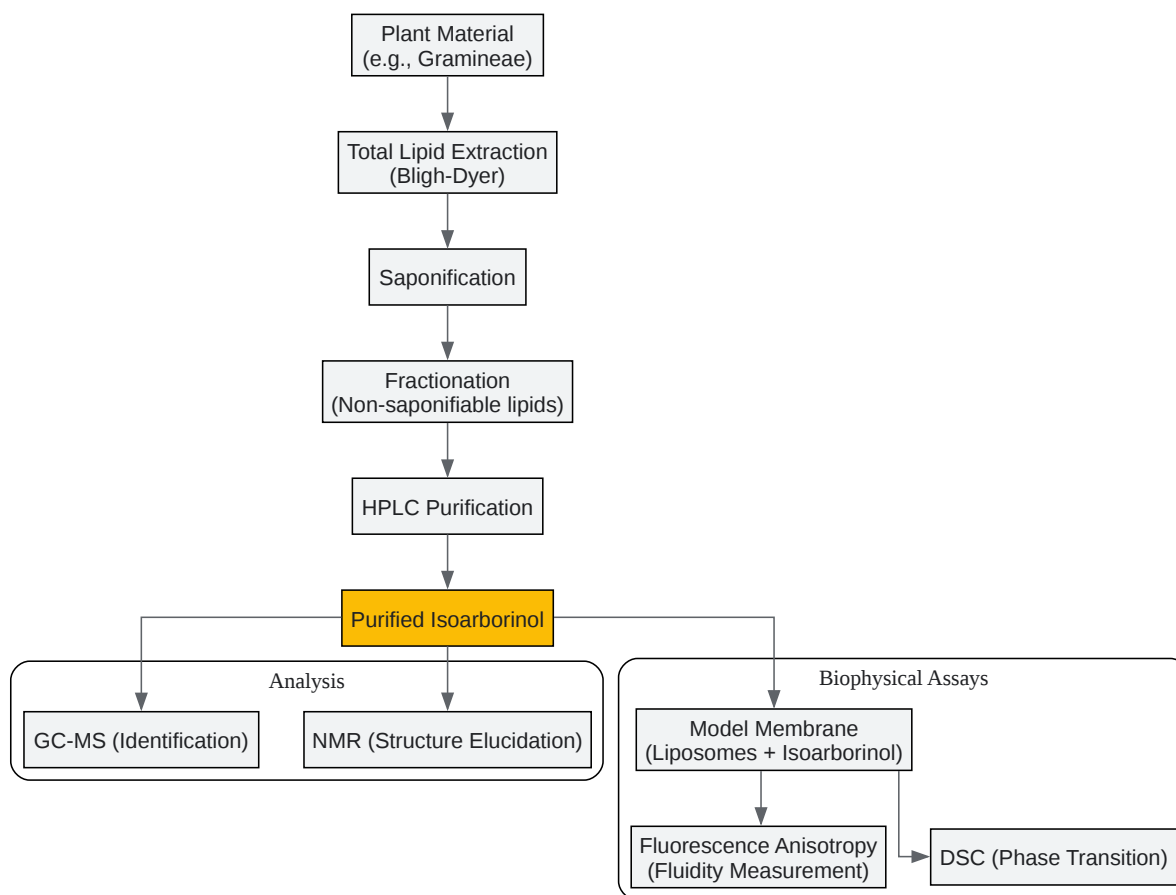 Plant Material
(e.g., Gramineae)
Total Lipid Extraction
(Bligh-Dyer)
Saponification
Fractionation
(Non-saponifiable lipids)
HPLC Purification
Purified Isoarborinol
Analysis
GC-MS (Identification)
NMR (Structure Elucidation)
Biophysical Assays
Model Membrane
(Liposomes + Isoarborinol)
Fluorescence Anisotropy
(Fluidity Measurement)
DSC (Phase Transition)